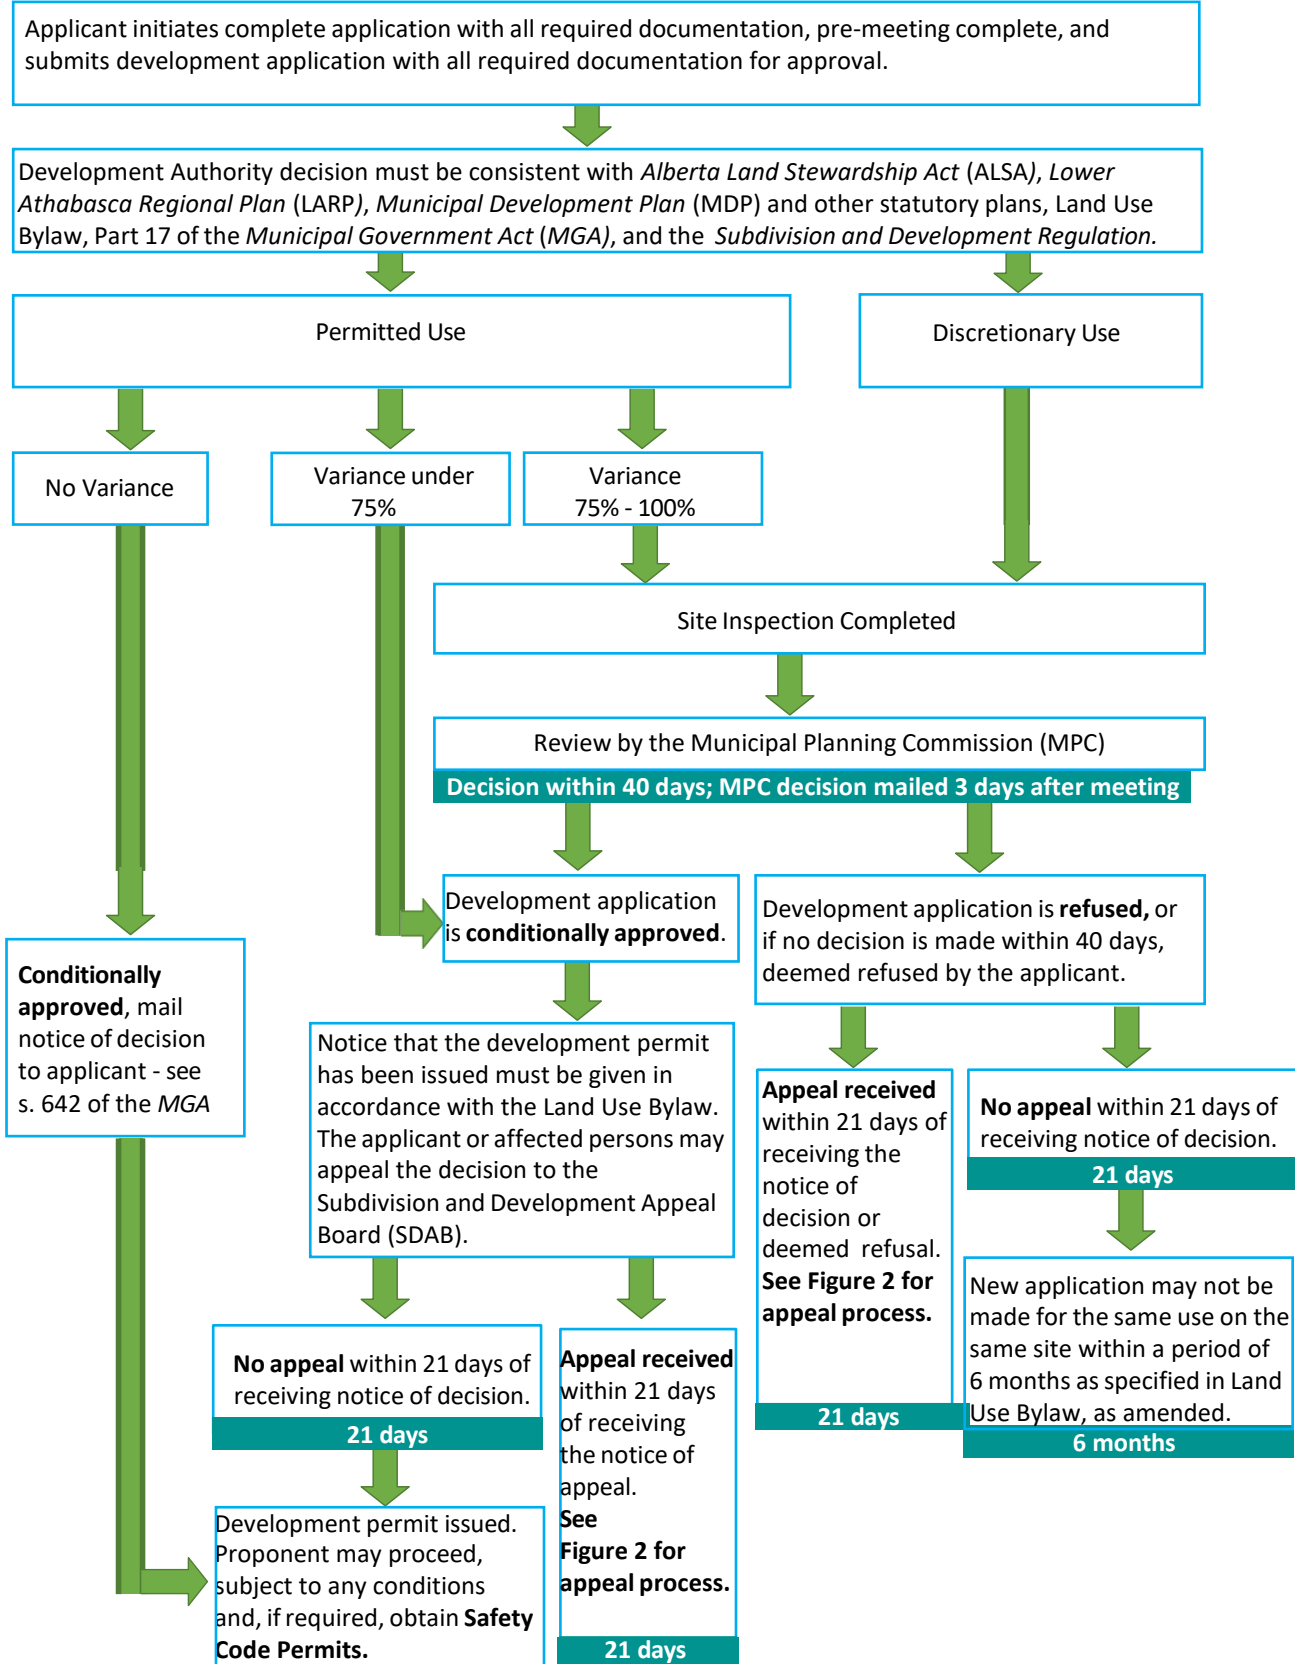 Applicant initiates complete application with all required documentation, pre-meeting complete, and
submits development application with all required documentation for approval.
Development Authority decision must be consistent with Alberta Land Stewardship Act (ALSA), Lower
Athabasca Regional Plan (LARP), Municipal Development Plan (MDP) and other statutory plans, Land Use
Bylaw, Part 17 of the Municipal Government Act (MGA), and the Subdivision and Development Regulation.
Permitted Use
Discretionary Use
No Variance
Variance under
75%
Variance
75% - 100%
Site Inspection Completed
Review by the Municipal Planning Commission (MPC)
Decision within 40 days; MPC decision mailed 3 days after meeting
Development application
is conditionally approved.
Development application is refused, or
if no decision is made within 40 days,
deemed refused by the applicant.
Conditionally
approved, mail
notice of decision
to applicant - see
s. 642 of the MGA
Notice that the development permit
has been issued must be given in
accordance with the Land Use Bylaw.
The applicant or affected persons may
appeal the decision to the
Subdivision and Development Appeal
Board (SDAB).
Appeal received
within 21 days of
receiving the
notice of
decision or
deemed refusal.
See Figure 2 for
appeal process.
21 days
No appeal within 21 days of
receiving notice of decision.
21 days
New application may not be
made for the same use on the
same site within a period of
6 months as specified in Land
Use Bylaw, as amended.
6 months
No appeal within 21 days of
receiving notice of decision.
21 days
Appeal received
within 21 days
of receiving
the notice of
appeal.
See
Figure 2 for
appeal process.
21 days
Development permit issued.
Proponent may proceed,
subject to any conditions
and, if required, obtain Safety
Code Permits.